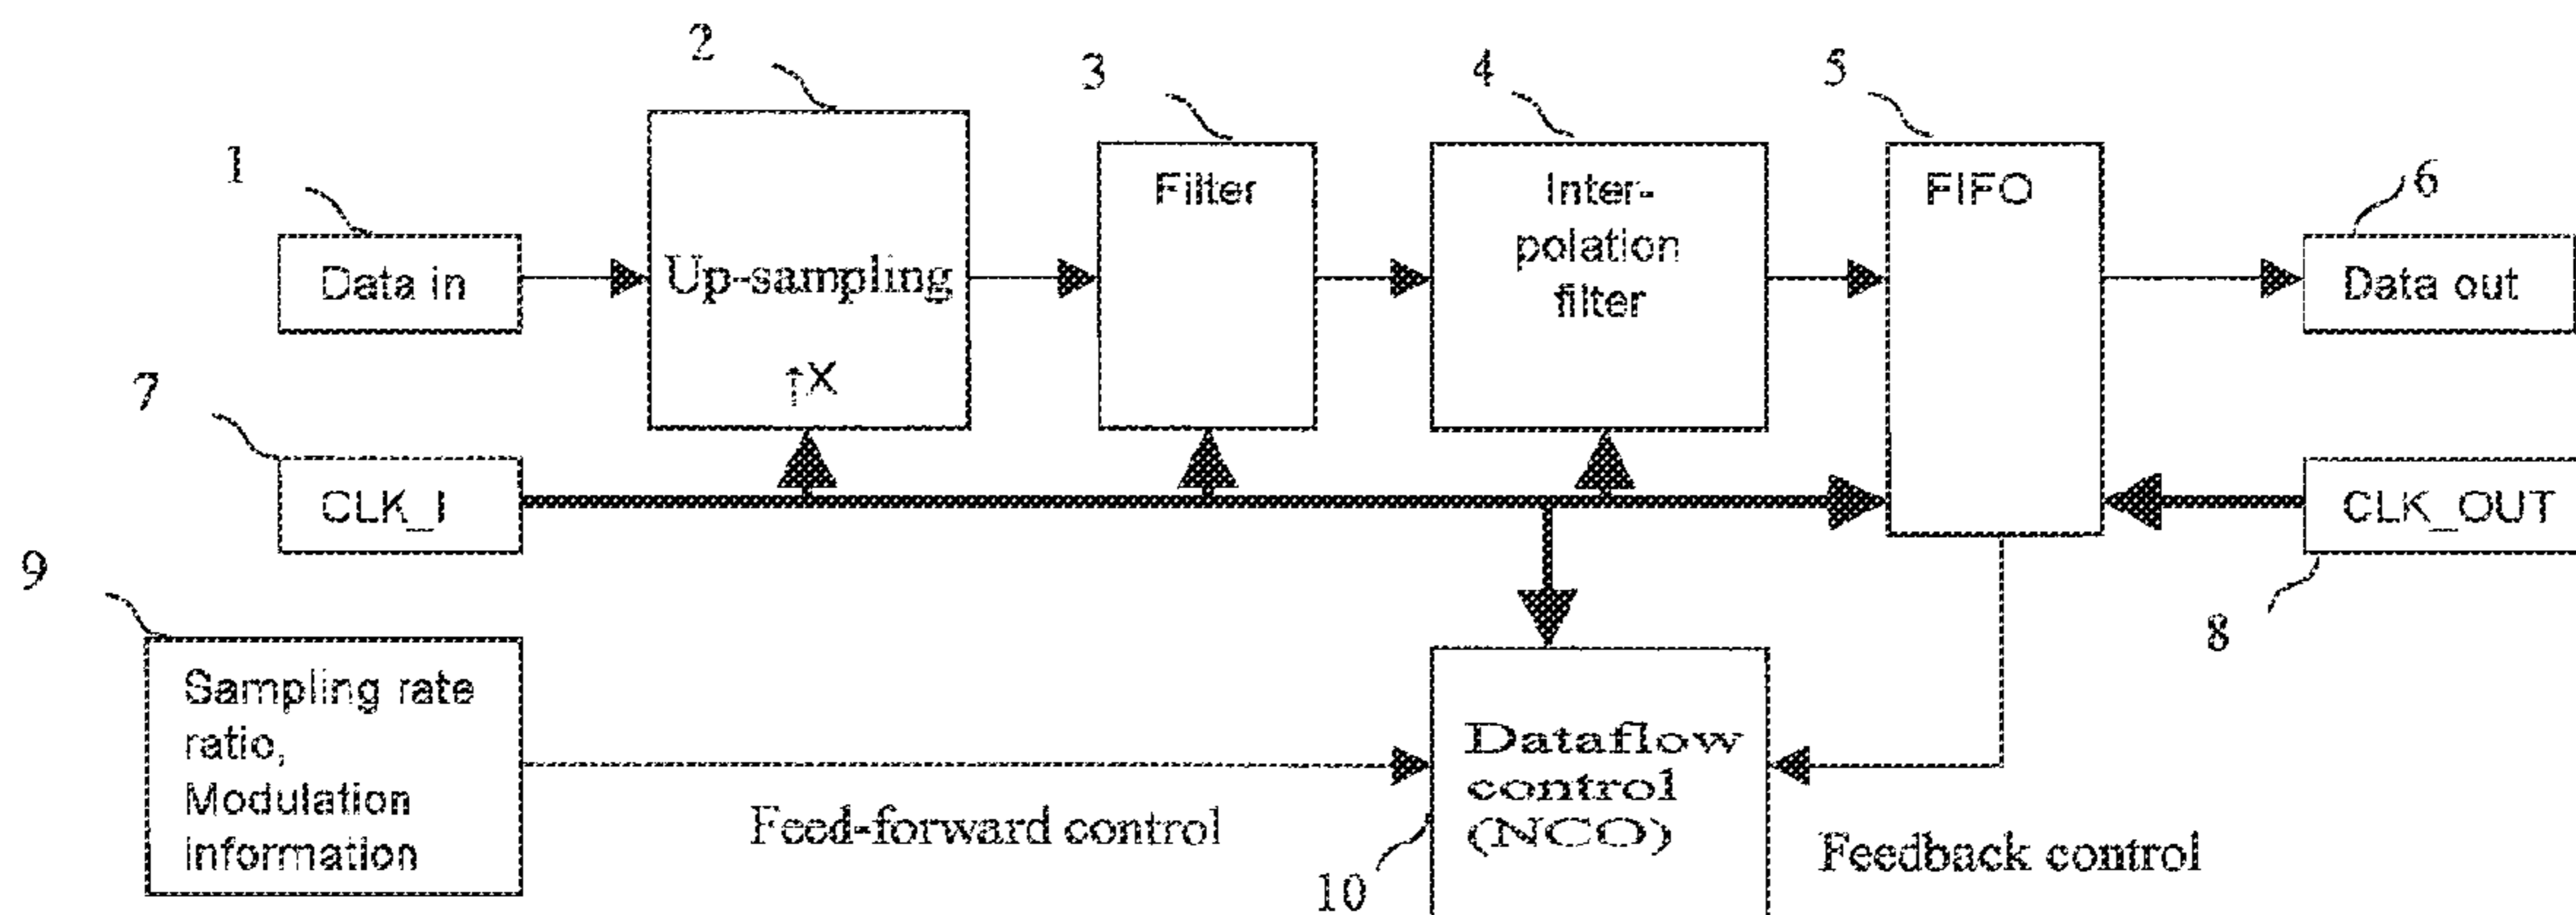 2
3
4
5
1
Filter
Inter-
polation
filter
FIFO
6
Data in
Up-sampling
Data out
↑X
7
CLK_I
CLK_OUT
9
8
Sampling rate
ratio,
Modulation
information
Feed-forward control
Dataflow
control
(NCO)
Feedback control
10